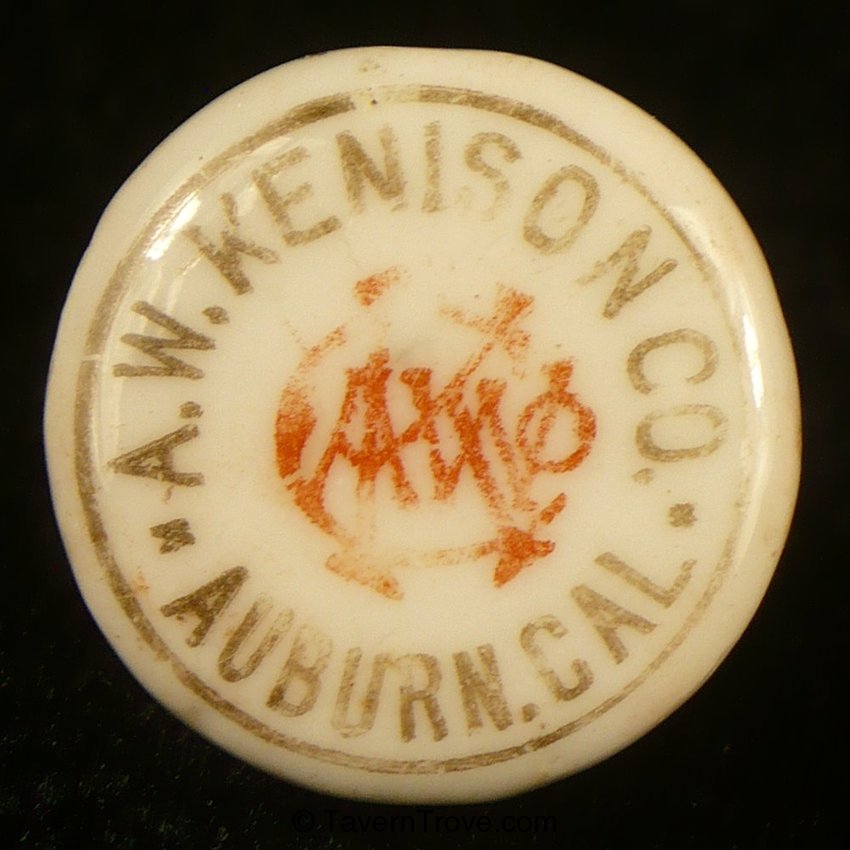 A.W. KENISON CO.
AUBURN. CAL
© TavernTrove.com